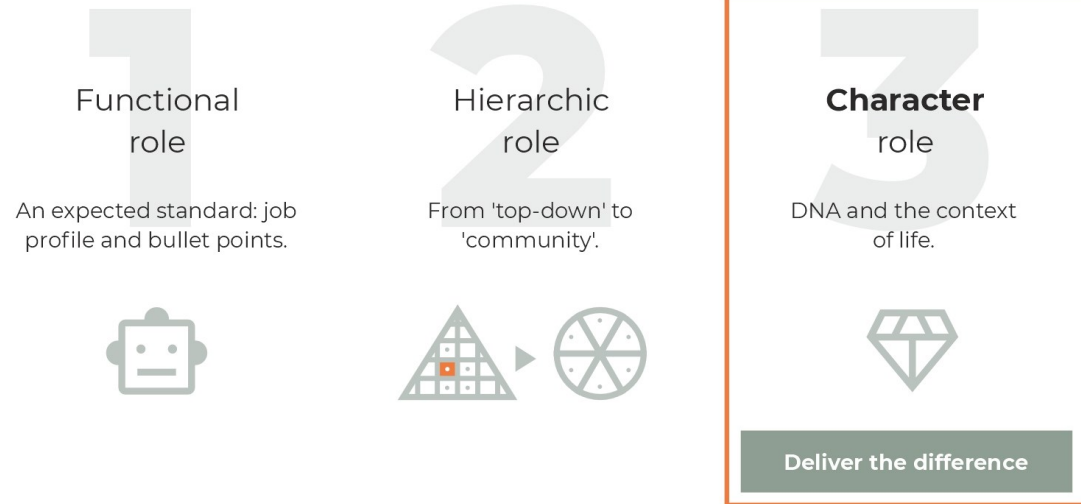 1
Functional
role
An expected standard: job
profile and bullet points.
2
Hierarchic
role
From 'top-down' to
'community'.
3
Character
role
DNA and the context
of life.
Deliver the difference